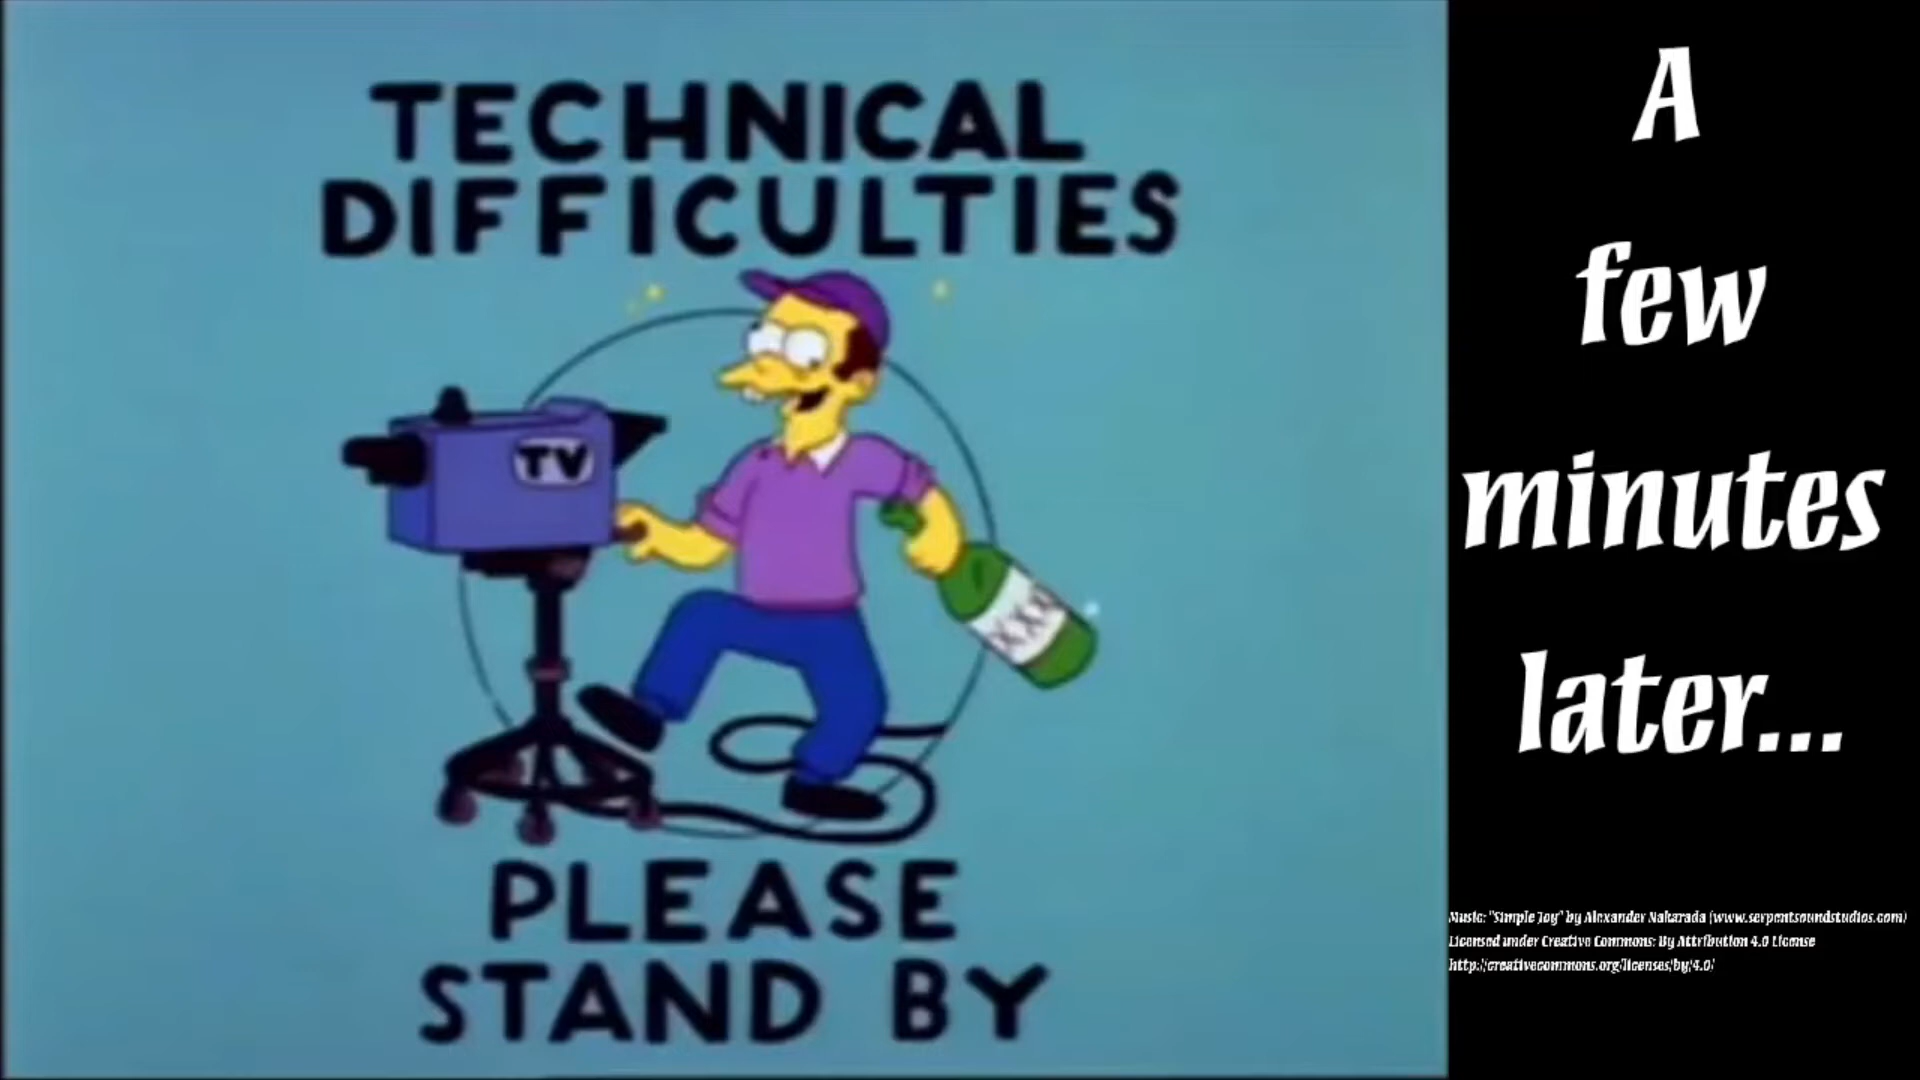 TECHNICAL
DIFFICULTIES
TV
XXX
PLEASE
STAND BY
A
few
minutes
later...
Music: "Simple Joy" by Alexander Nakarada (www.serpentsoundstudios.com)
Licensed under Creative Commons: By Attribution 4.0 License
http://creativecommons.org/licenses/by/4.0/